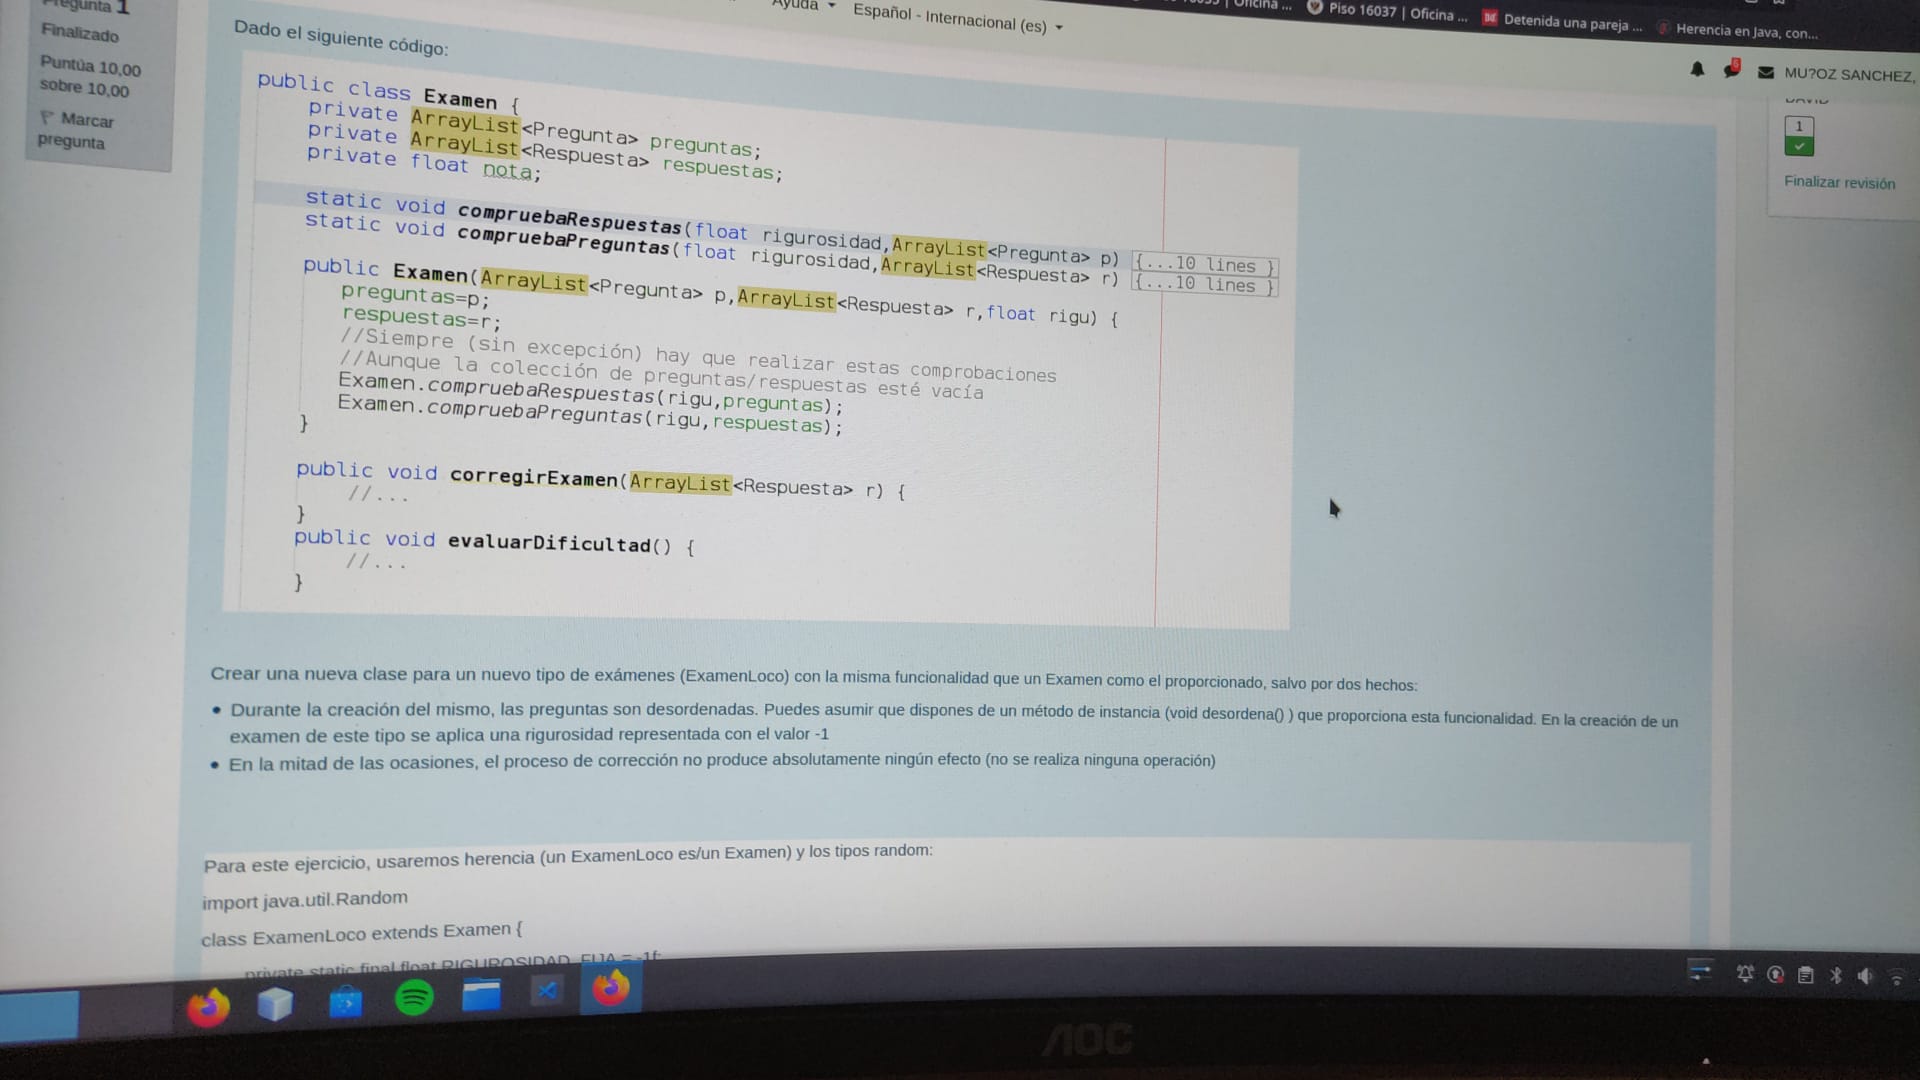 Ayuda
Español - Internacional (es)
Piso 16037 | Oficina ...
Detenida una pareja ...
Herencia en Java, con...
Pregunta 1
Finalizado
Puntúa 10,00
sobre 10,00
Marcar
pregunta
6
MU?OZ SANCHEZ,
DAVID
1
Finalizar revisión
Dado el siguiente código:
public class Examen {
private ArrayList<Pregunta> preguntas;
private ArrayList<Respuesta> respuestas;
private float nota;
static void compruebaRespuestas(float rigurosidad,ArrayList<Pregunta> p) {...10 lines }
static void compruebaPreguntas(float rigurosidad,ArrayList<Respuesta> r) {...10 lines }
public Examen(ArrayList<Pregunta> p,ArrayList<Respuesta> r,float rigu) {
preguntas=p;
respuestas=r;
//Siempre (sin excepción) hay que realizar estas comprobaciones
//Aunque la colección de preguntas/respuestas esté vacía
Examen.compruebaRespuestas(rigu,preguntas);
Examen.compruebaPreguntas(rigu,respuestas);
}
public void corregirExamen(ArrayList<Respuesta> r) {
//...
}
public void evaluarDificultad() {
//...
}
Crear una nueva clase para un nuevo tipo de exámenes (ExamenLoco) con la misma funcionalidad que un Examen como el proporcionado, salvo por dos hechos:
• Durante la creación del mismo, las preguntas son desordenadas. Puedes asumir que dispones de un método de instancia (void desordena() ) que proporciona esta funcionalidad. En la creación de un
examen de este tipo se aplica una rigurosidad representada con el valor -1
• En la mitad de las ocasiones, el proceso de corrección no produce absolutamente ningún efecto (no se realiza ninguna operación)
Para este ejercicio, usaremos herencia (un ExamenLoco es/un Examen) y los tipos random:
import java.util.Random
class ExamenLoco extends Examen {
private static final float RIGUROSIDAD_FIJA = -1f;
AOC